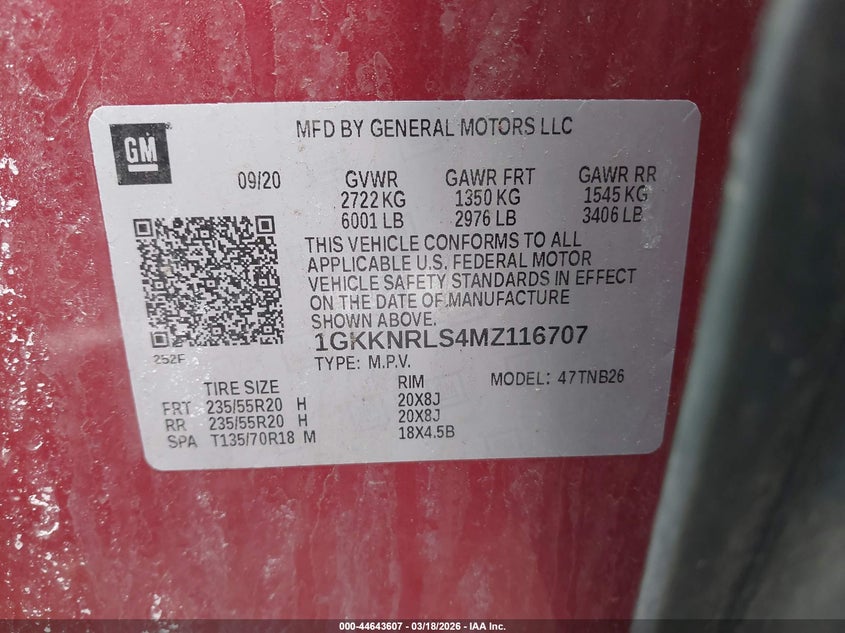 GM
MFD BY GENERAL MOTORS LLC
09/20 GVWR GAWR FRT GAWR RR
2722 KG 1350 KG 1545 KG
6001 LB 2976 LB 3406 LB
THIS VEHICLE CONFORMS TO ALL
APPLICABLE U.S. FEDERAL MOTOR
VEHICLE SAFETY STANDARDS IN EFFECT
ON THE DATE OF MANUFACTURE
SHOWN ABOVE.
1GKKNRLS4MZ116707
252F
TYPE: M.P.V.
TIRE SIZE RIM MODEL: 47TNB26
FRT 235/55R20 H 20X8J
RR 235/55R20 H 20X8J
SPA T135/70R18 M 18X4.5B
000-44643607 — 03/18/2026 — IAA Inc.